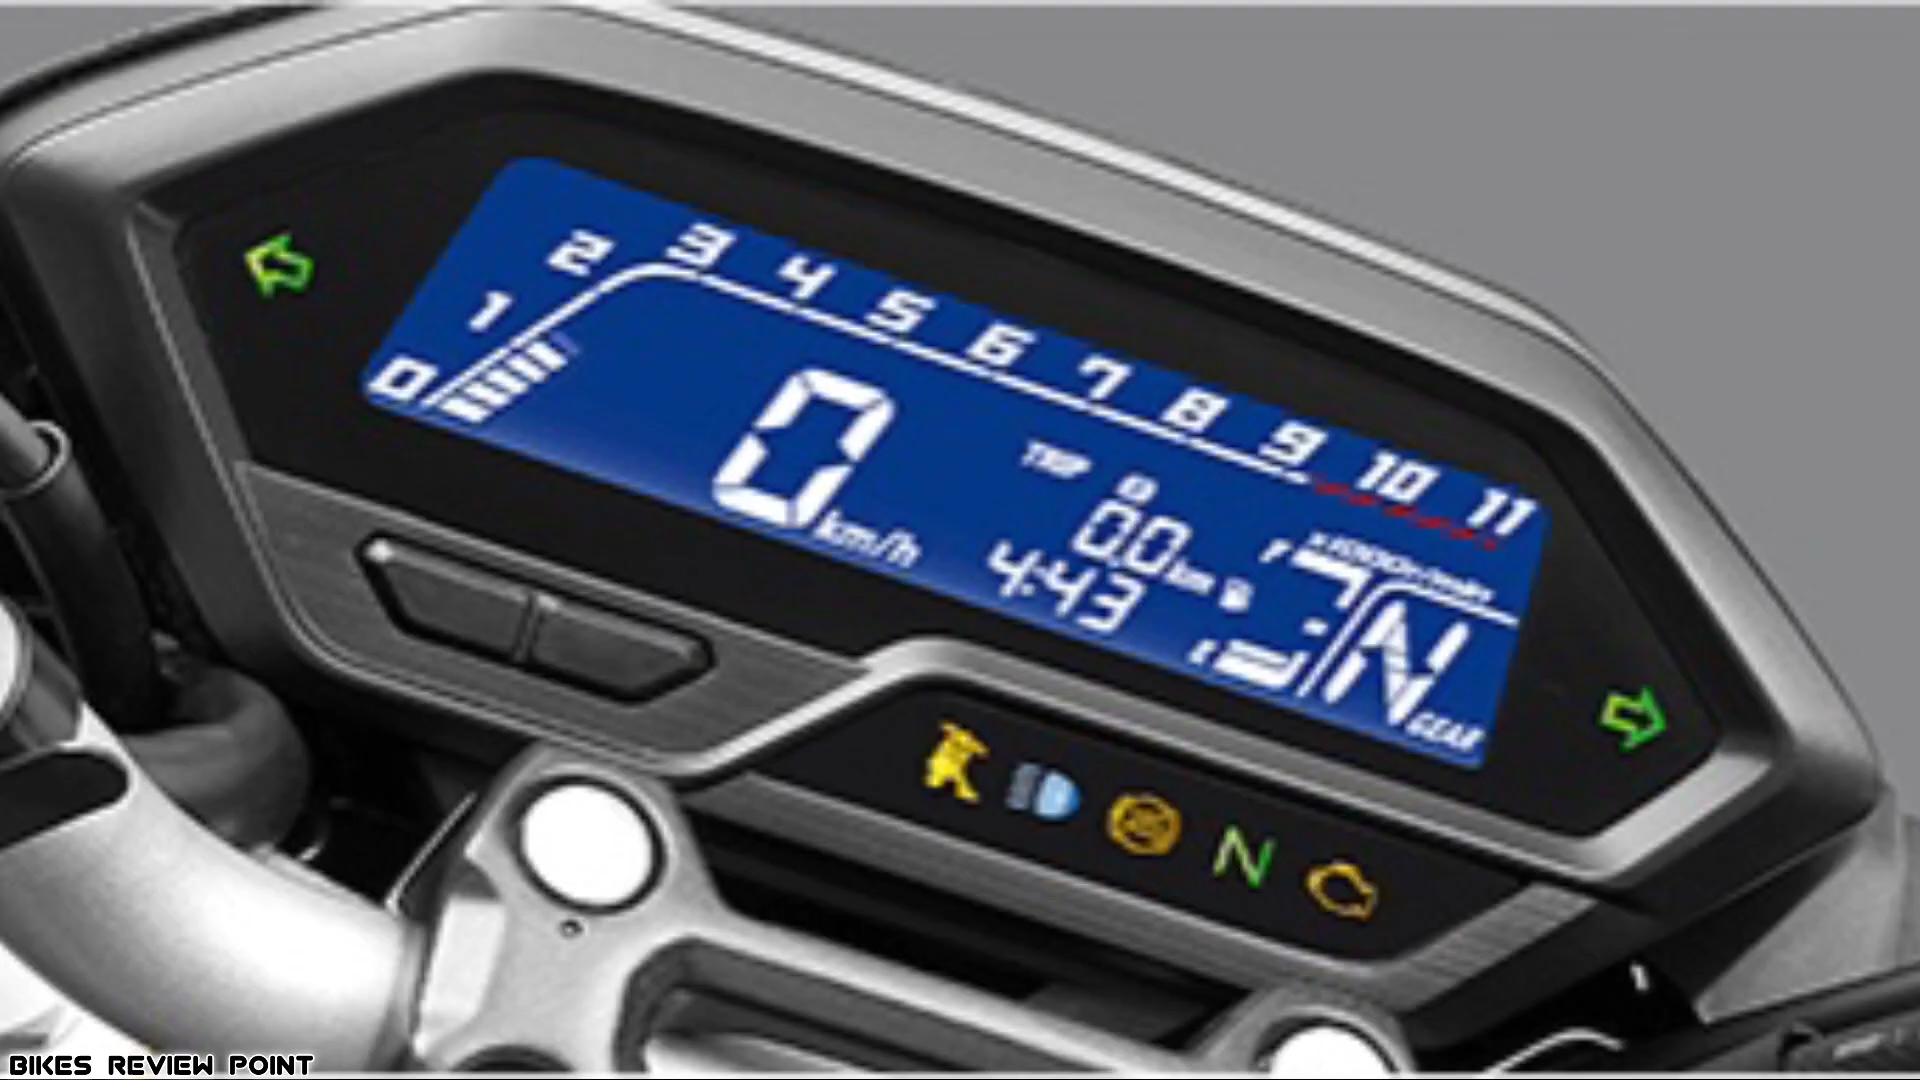 0 1 2 3 4 5 6 7 8 9 10 11
x1000r/min
0 km/h
TRIP
0.0 km
4:43
F
E
N
GEAR
N
BIKES REVIEW POINT